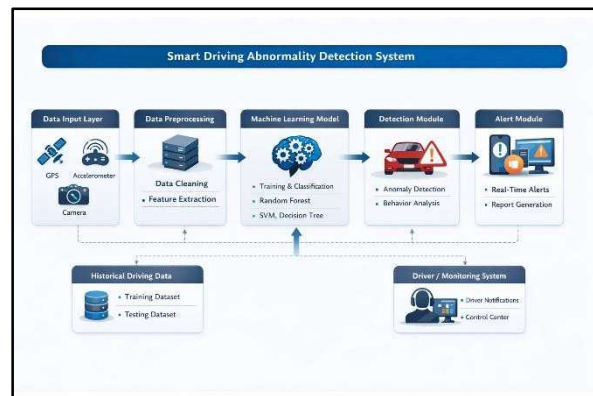 Smart Driving Abnormality Detection System
Data Input Layer
GPS
Accelerometer
Camera
Data Preprocessing
Data Cleaning
• Feature Extraction
Machine Learning Model
• Training & Classification
• Random Forest
• SVM, Decision Tree
Detection Module
• Anomaly Detection
• Behavior Analysis
Alert Module
• Real-Time Alerts
• Report Generation
Historical Driving Data
• Training Dataset
• Testing Dataset
Driver / Monitoring System
• Driver Notifications
• Control Center